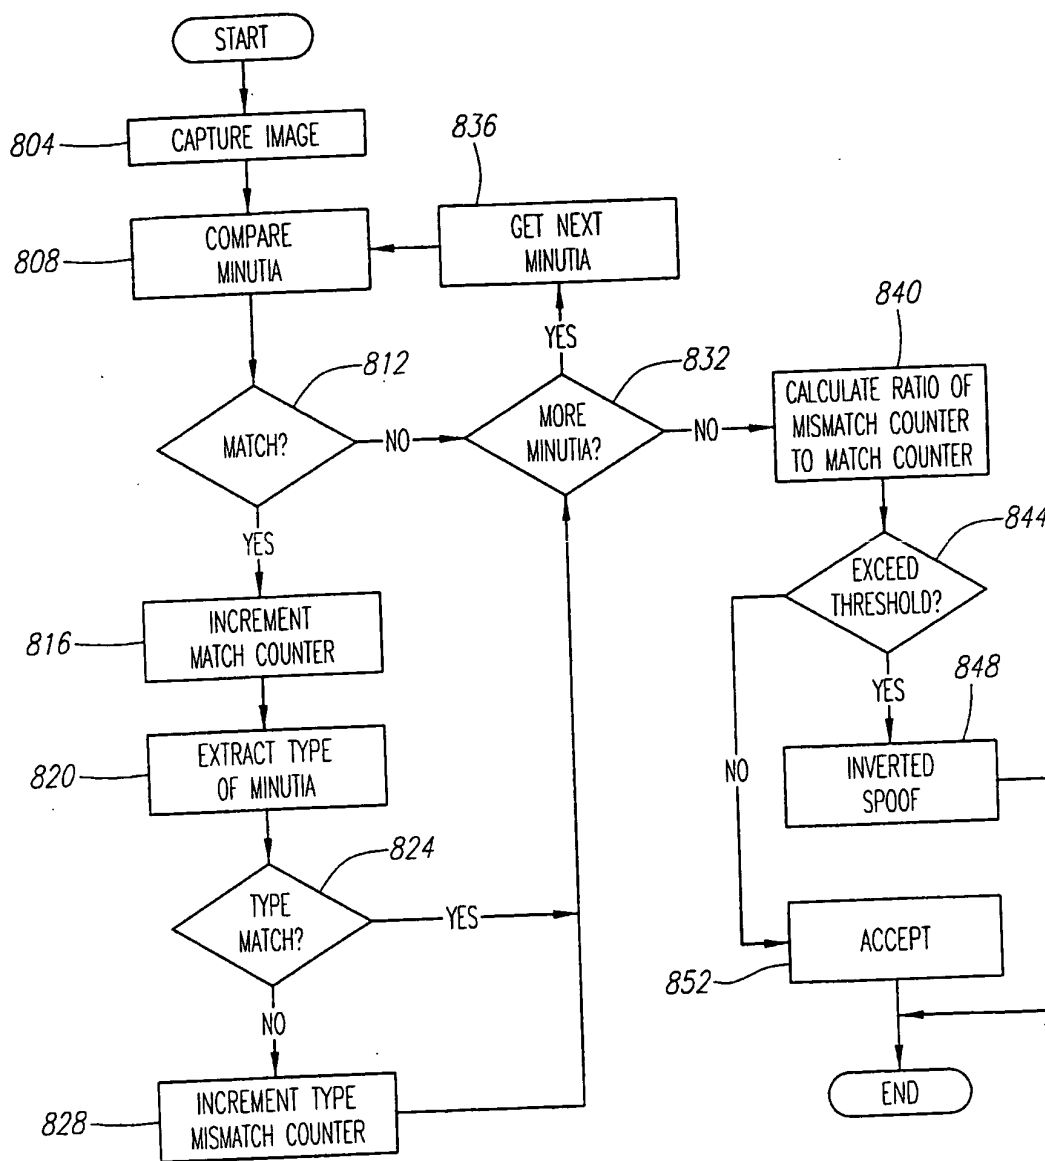 START
804
CAPTURE IMAGE
836
808
COMPARE
MINUTIA
GET NEXT
MINUTIA
YES
840
812
832
MATCH?
NO
MORE
MINUTIA?
NO
CALCULATE RATIO OF
MISMATCH COUNTER
TO MATCH COUNTER
844
YES
EXCEED
THRESHOLD?
816
INCREMENT
MATCH COUNTER
YES
848
820
EXTRACT TYPE
OF MINUTIA
NO
INVERTED
SPOOF
824
TYPE
MATCH?
YES
ACCEPT
852
NO
828
INCREMENT TYPE
MISMATCH COUNTER
END